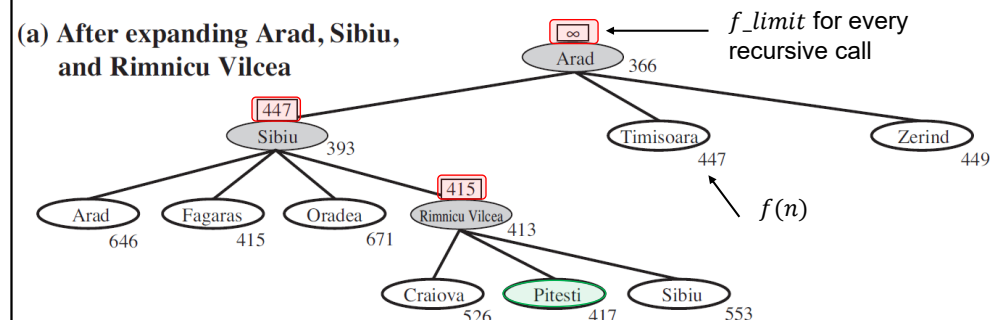 (a) After expanding Arad, Sibiu,
and Rimnicu Vilcea
∞
f_limit for every
recursive call
Arad
366
447
Sibiu
393
Timisoara
447
Zerind
449
f(n)
Arad
646
Fagaras
415
Oradea
671
415
Rimnicu Vilcea
413
Craiova
526
Pitesti
417
Sibiu
553